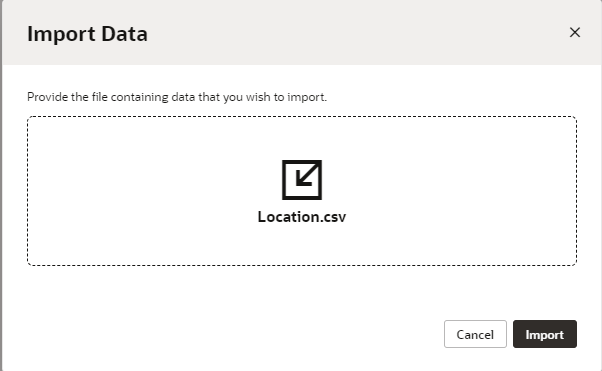 Import Data
Provide the file containing data that you wish to import.
Location.csv
Cancel
Import